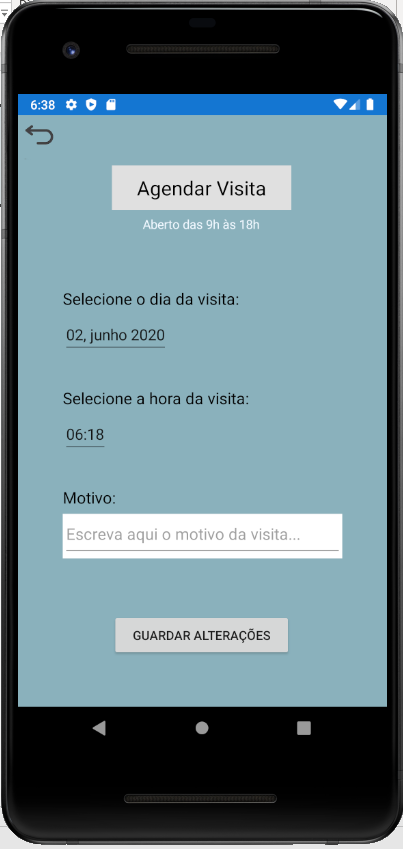 6:38
Agendar Visita
Aberto das 9h às 18h
Selecione o dia da visita:
02, junho 2020
Selecione a hora da visita:
06:18
Motivo:
Escreva aqui o motivo da visita...
GUARDAR ALTERAÇÕES